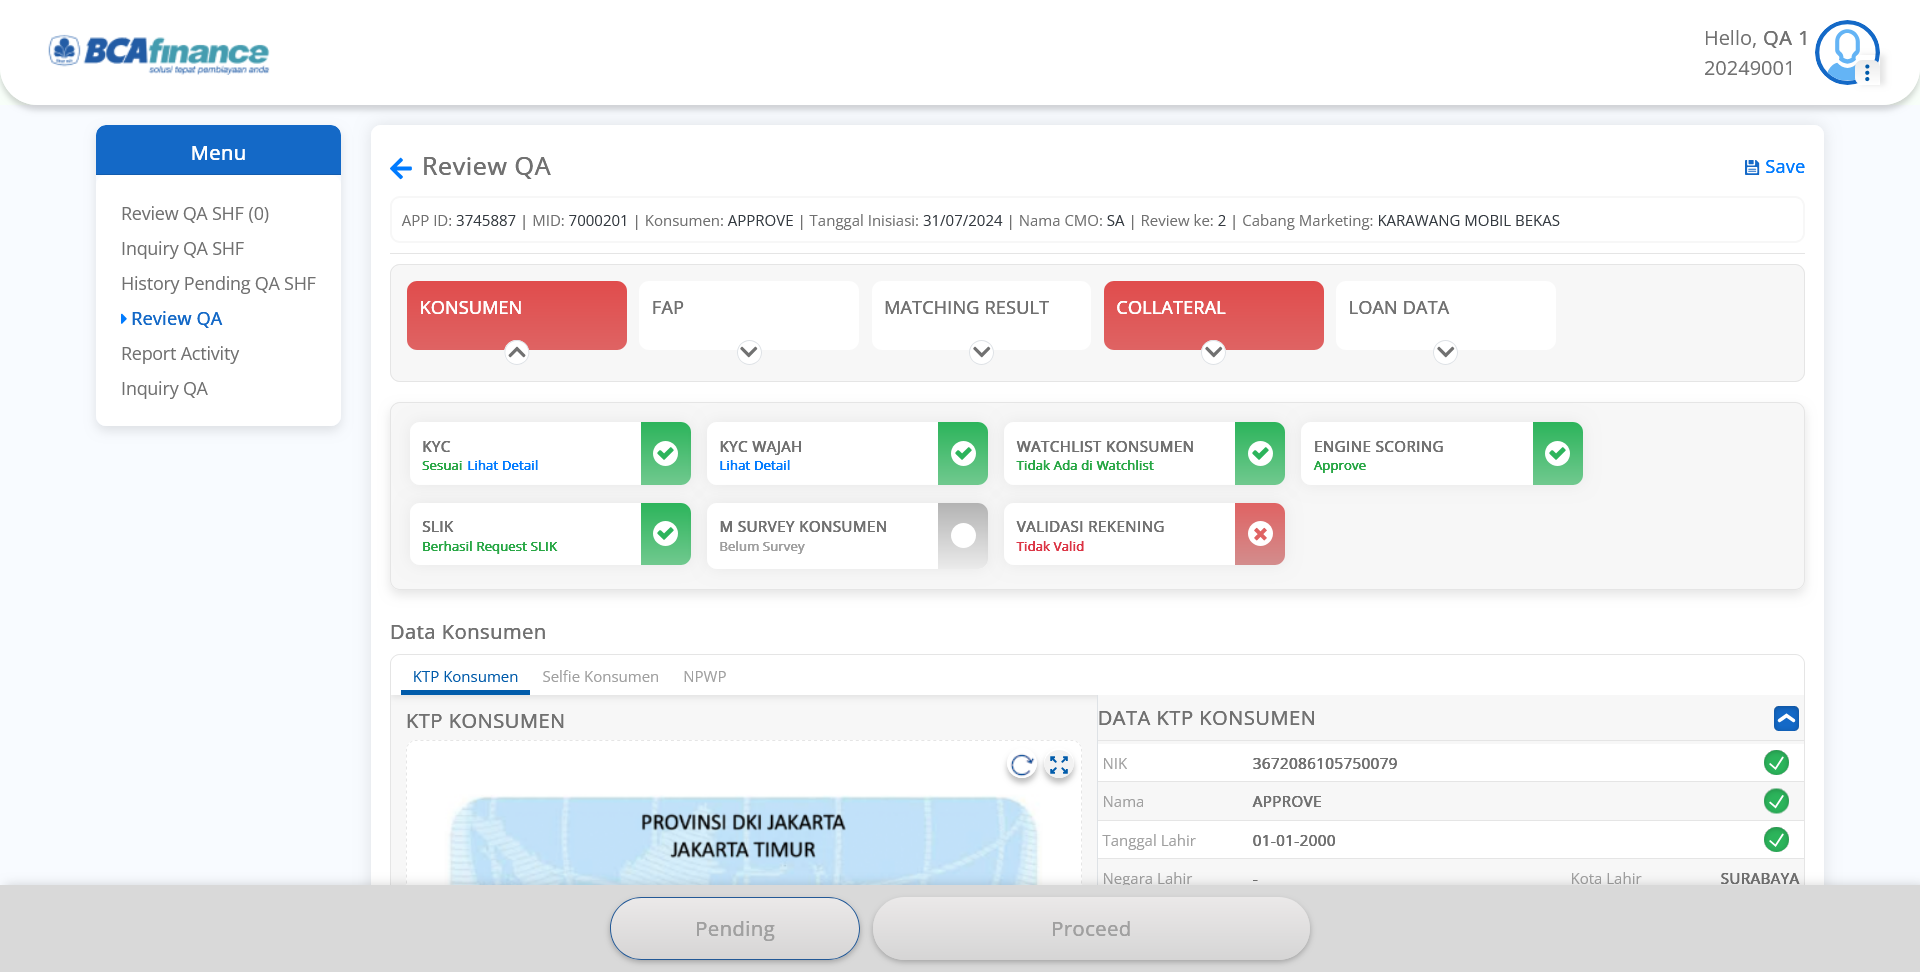 BCAfinance
solusi tepat pembiayaan anda
Hello, QA 1
20249001
Menu
Review QA SHF (0)
Inquiry QA SHF
History Pending QA SHF
Review QA
Report Activity
Inquiry QA
Review QA
Save
APP ID: 3745887 | MID: 7000201 | Konsumen: APPROVE | Tanggal Inisiasi: 31/07/2024 | Nama CMO: SA | Review ke: 2 | Cabang Marketing: KARAWANG MOBIL BEKAS
KONSUMEN
FAP
MATCHING RESULT
COLLATERAL
LOAN DATA
KYC
Sesuai Lihat Detail
KYC WAJAH
Lihat Detail
WATCHLIST KONSUMEN
Tidak Ada di Watchlist
ENGINE SCORING
Approve
SLIK
Berhasil Request SLIK
M SURVEY KONSUMEN
Belum Survey
VALIDASI REKENING
Tidak Valid
Data Konsumen
KTP Konsumen
Selfie Konsumen
NPWP
KTP KONSUMEN
PROVINSI DKI JAKARTA
JAKARTA TIMUR
DATA KTP KONSUMEN
NIK 3672086105750079
Nama APPROVE
Tanggal Lahir 01-01-2000
Negara Lahir - Kota Lahir SURABAYA
Pending
Proceed